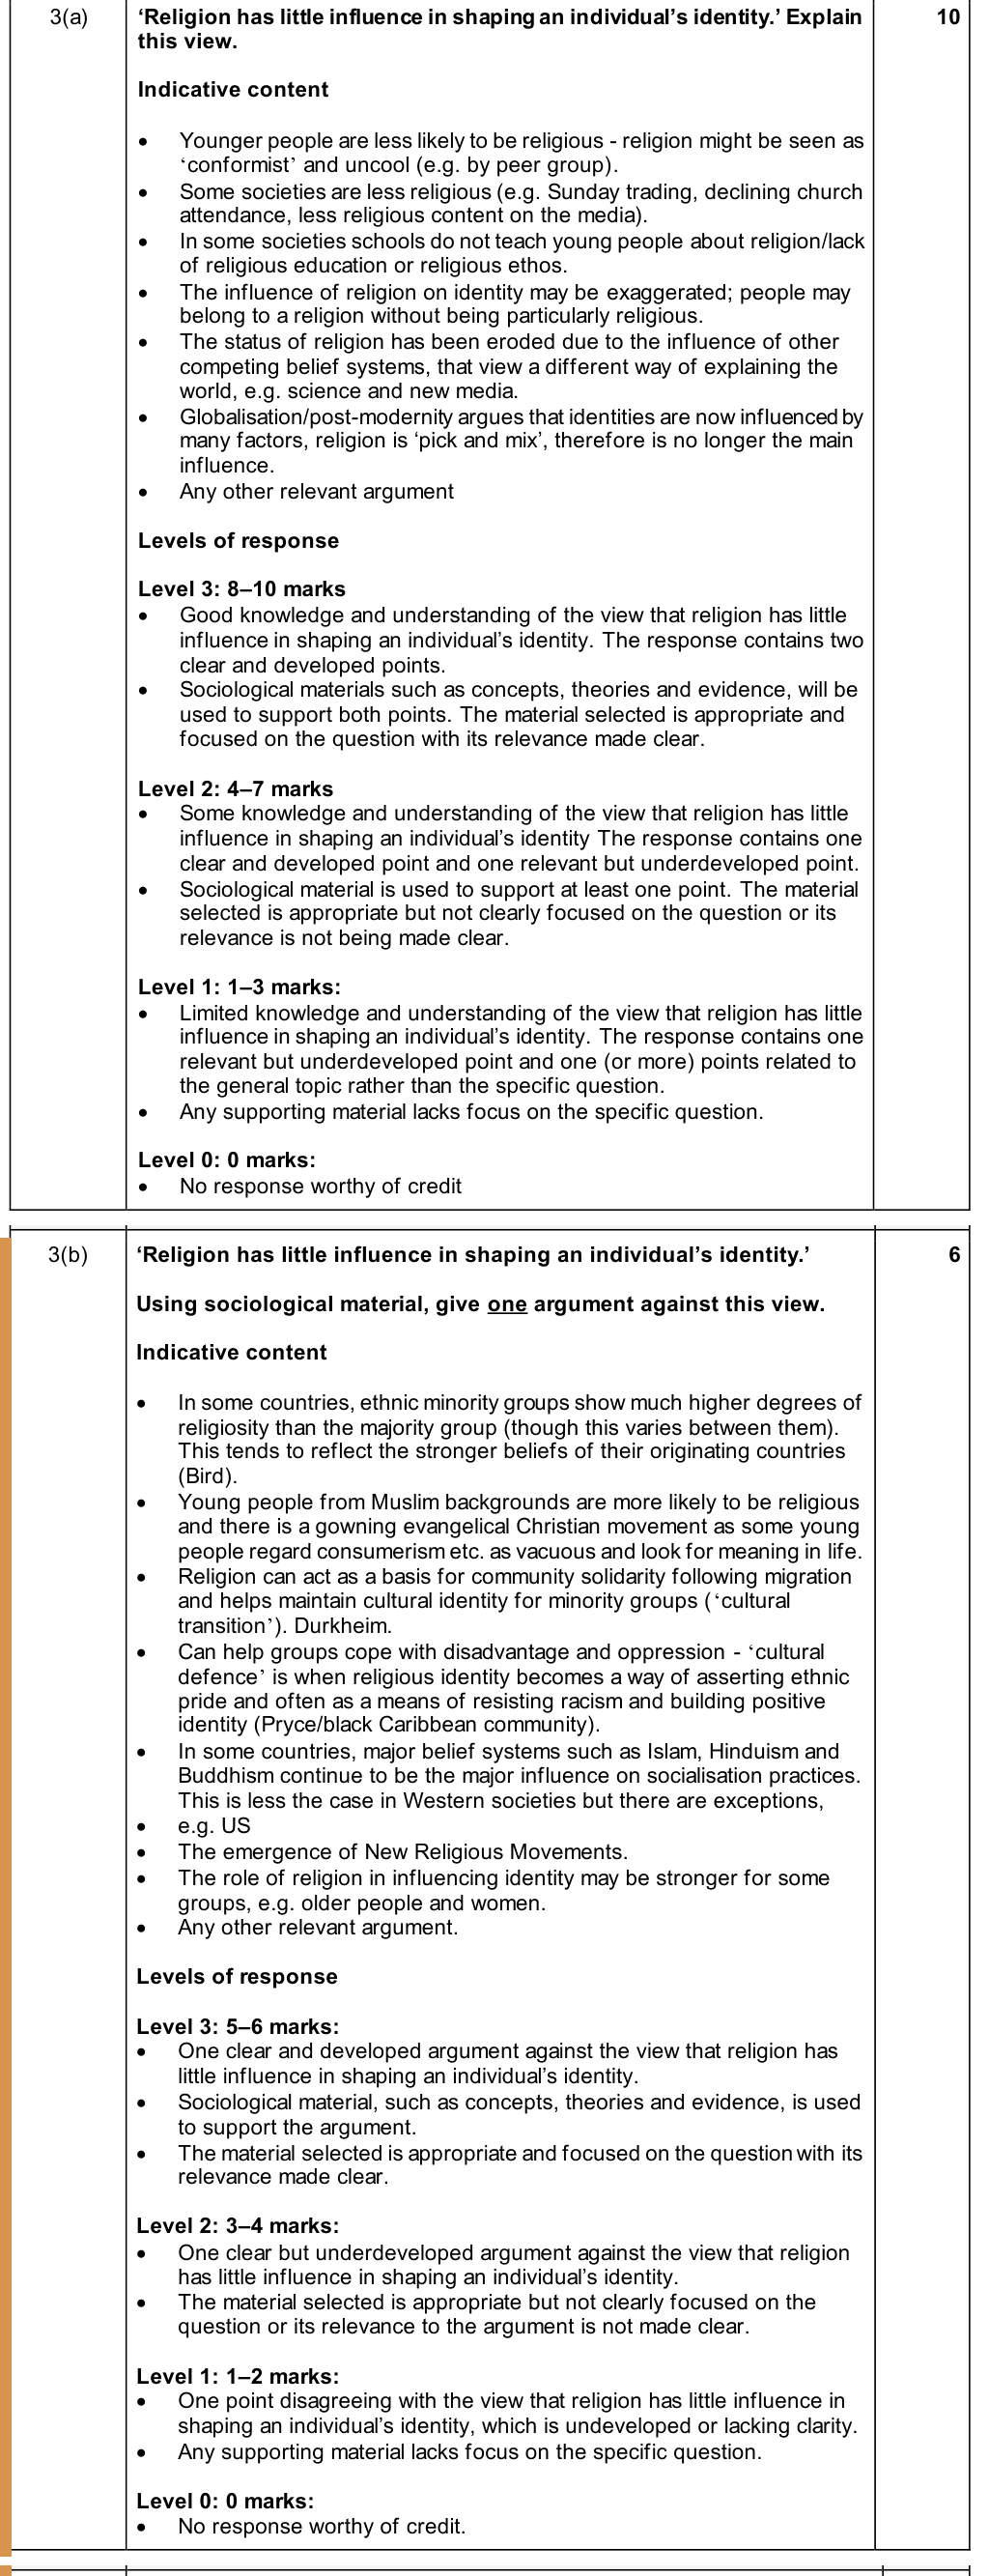 3(a) ‘Religion has little influence in shaping an individual’s identity.’ Explain 10
this view.
Indicative content
• Younger people are less likely to be religious - religion might be seen as
‘conformist’ and uncool (e.g. by peer group).
• Some societies are less religious (e.g. Sunday trading, declining church
attendance, less religious content on the media).
• In some societies schools do not teach young people about religion/lack
of religious education or religious ethos.
• The influence of religion on identity may be exaggerated; people may
belong to a religion without being particularly religious.
• The status of religion has been eroded due to the influence of other
competing belief systems, that view a different way of explaining the
world, e.g. science and new media.
• Globalisation/post-modernity argues that identities are now influenced by
many factors, religion is ‘pick and mix’, therefore is no longer the main
influence.
• Any other relevant argument
Levels of response
Level 3: 8–10 marks
• Good knowledge and understanding of the view that religion has little
influence in shaping an individual’s identity. The response contains two
clear and developed points.
• Sociological materials such as concepts, theories and evidence, will be
used to support both points. The material selected is appropriate and
focused on the question with its relevance made clear.
Level 2: 4–7 marks
• Some knowledge and understanding of the view that religion has little
influence in shaping an individual’s identity The response contains one
clear and developed point and one relevant but underdeveloped point.
• Sociological material is used to support at least one point. The material
selected is appropriate but not clearly focused on the question or its
relevance is not being made clear.
Level 1: 1–3 marks:
• Limited knowledge and understanding of the view that religion has little
influence in shaping an individual’s identity. The response contains one
relevant but underdeveloped point and one (or more) points related to
the general topic rather than the specific question.
• Any supporting material lacks focus on the specific question.
Level 0: 0 marks:
• No response worthy of credit
3(b) ‘Religion has little influence in shaping an individual’s identity.’ 6
Using sociological material, give one argument against this view.
Indicative content
• In some countries, ethnic minority groups show much higher degrees of
religiosity than the majority group (though this varies between them).
This tends to reflect the stronger beliefs of their originating countries
(Bird).
• Young people from Muslim backgrounds are more likely to be religious
and there is a gowning evangelical Christian movement as some young
people regard consumerism etc. as vacuous and look for meaning in life.
• Religion can act as a basis for community solidarity following migration
and helps maintain cultural identity for minority groups (‘cultural
transition’). Durkheim.
• Can help groups cope with disadvantage and oppression - ‘cultural
defence’ is when religious identity becomes a way of asserting ethnic
pride and often as a means of resisting racism and building positive
identity (Pryce/black Caribbean community).
• In some countries, major belief systems such as Islam, Hinduism and
Buddhism continue to be the major influence on socialisation practices.
This is less the case in Western societies but there are exceptions,
• e.g. US
• The emergence of New Religious Movements.
• The role of religion in influencing identity may be stronger for some
groups, e.g. older people and women.
• Any other relevant argument.
Levels of response
Level 3: 5–6 marks:
• One clear and developed argument against the view that religion has
little influence in shaping an individual’s identity.
• Sociological material, such as concepts, theories and evidence, is used
to support the argument.
• The material selected is appropriate and focused on the question with its
relevance made clear.
Level 2: 3–4 marks:
• One clear but underdeveloped argument against the view that religion
has little influence in shaping an individual’s identity.
• The material selected is appropriate but not clearly focused on the
question or its relevance to the argument is not made clear.
Level 1: 1–2 marks:
• One point disagreeing with the view that religion has little influence in
shaping an individual’s identity, which is undeveloped or lacking clarity.
• Any supporting material lacks focus on the specific question.
Level 0: 0 marks:
• No response worthy of credit.